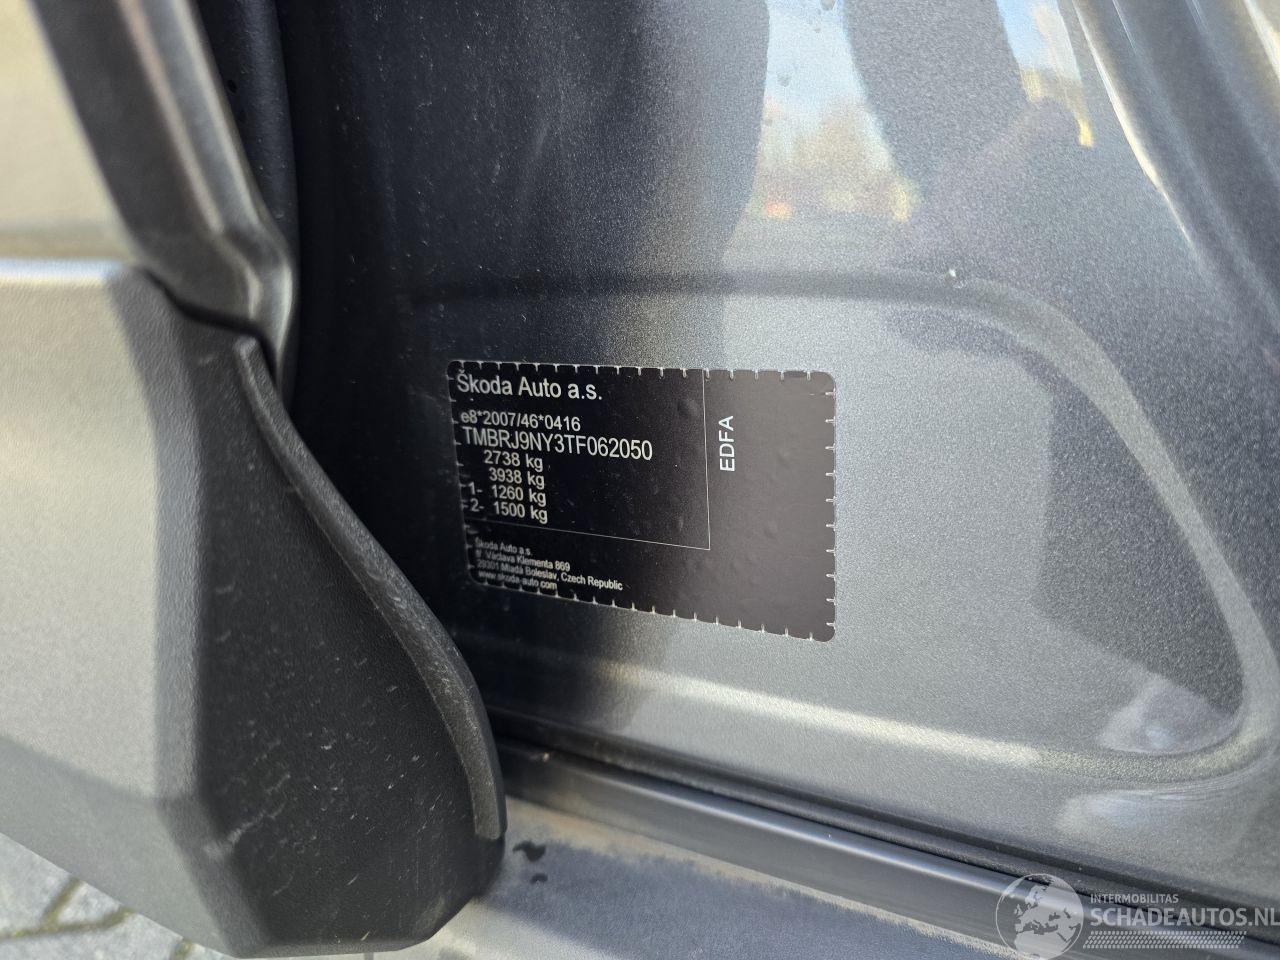 Škoda Auto a.s.
e8*2007/46*0416
TMBRJ9NY3TF062050
2738 kg
3938 kg
1- 1260 kg
2- 1500 kg
EDFA
Škoda Auto a.s.
tř. Václava Klementa 869
29301 Mladá Boleslav, Czech Republic
www.skoda-auto.com
INTERMOBILITAS
SCHADEAUTOS.NL